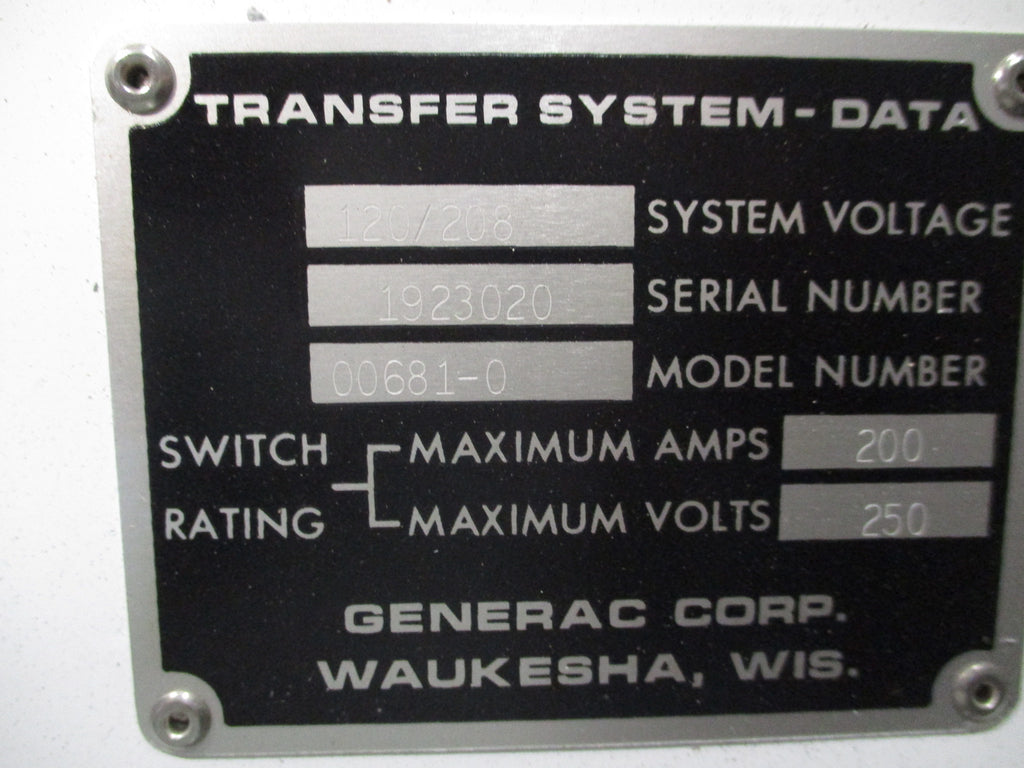 TRANSFER SYSTEM - DATA
120/208 SYSTEM VOLTAGE
1923020 SERIAL NUMBER
00681-0 MODEL NUMBER
SWITCH RATING
MAXIMUM AMPS 200
MAXIMUM VOLTS 250
GENERAC CORP.
WAUKESHA, WIS.